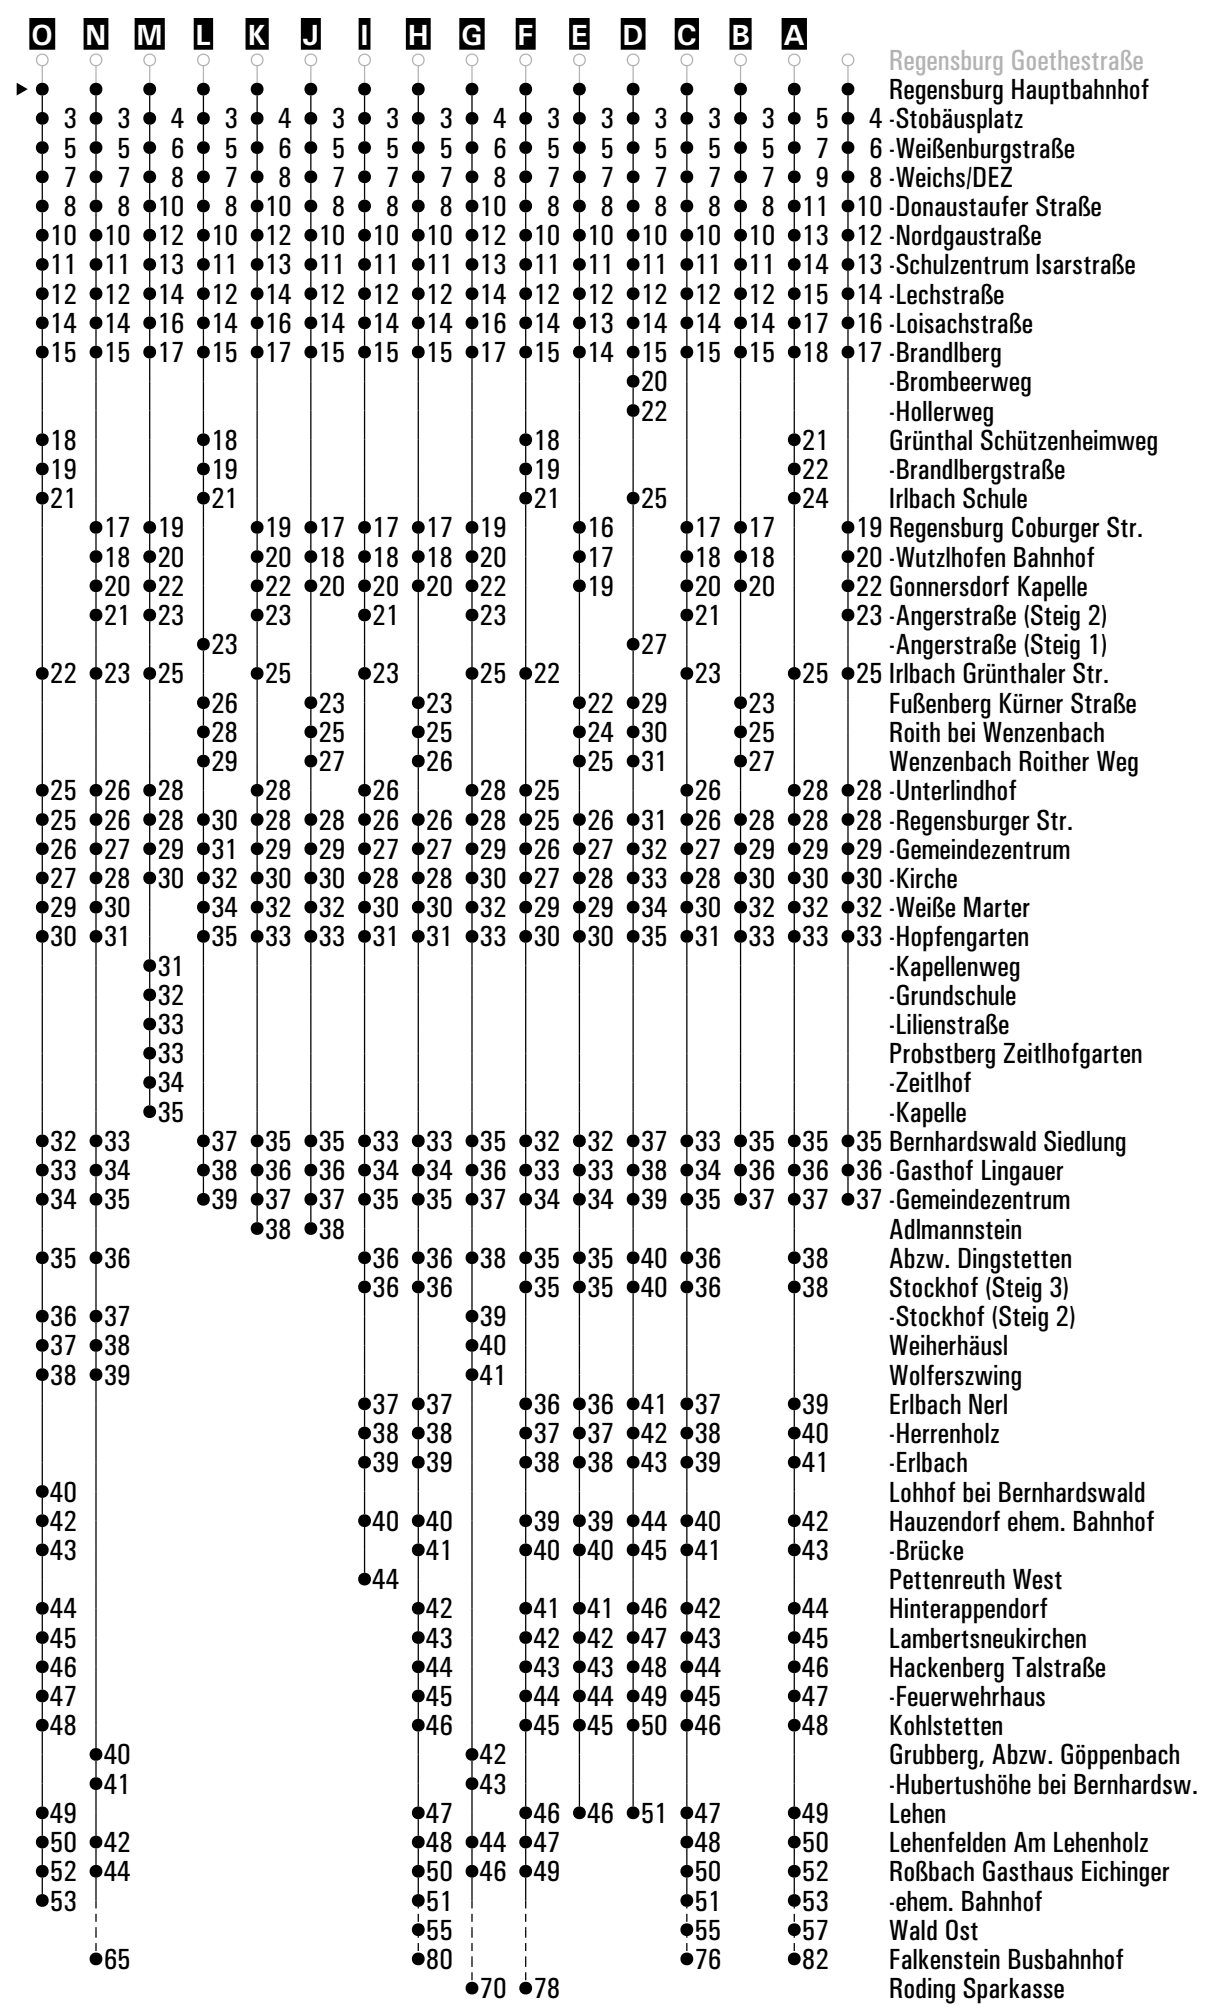 O N M L K J I H G F E D C B A
Regensburg Goethestraße
Regensburg Hauptbahnhof
3 3 4 3 4 3 3 3 4 3 3 3 3 3 5 4 -Stobäusplatz
5 5 6 5 6 5 5 5 6 5 5 5 5 5 7 6 -Weißenburgstraße
7 7 8 7 8 7 7 7 8 7 7 7 7 7 9 8 -Weichs/DEZ
8 8 10 8 10 8 8 8 10 8 8 8 8 8 11 10 -Donaustaufer Straße
10 10 12 10 12 10 10 10 12 10 10 10 10 10 13 12 -Nordgaustraße
11 11 13 11 13 11 11 11 13 11 11 11 11 11 14 13 -Schulzentrum Isarstraße
12 12 14 12 14 12 12 12 14 12 12 12 12 12 15 14 -Lechstraße
14 14 16 14 16 14 14 14 16 14 13 14 14 14 17 16 -Loisachstraße
15 15 17 15 17 15 15 15 17 15 14 15 15 15 18 17 -Brandlberg
20 -Brombeerweg
22 -Hollerweg
18 18 18 21 Grünthal Schützenheimweg
19 19 19 22 -Brandlbergstraße
21 21 21 25 24 Irlbach Schule
17 19 19 17 17 17 19 16 17 17 19 Regensburg Coburger Str.
18 20 20 18 18 18 20 17 18 18 20 -Wutzlhofen Bahnhof
20 22 22 20 20 20 22 19 20 20 22 Gonnersdorf Kapelle
21 23 23 21 23 21 23 -Angerstraße (Steig 2)
23 27 -Angerstraße (Steig 1)
22 23 25 25 23 25 22 23 25 25 Irlbach Grünthaler Str.
26 23 23 22 29 23 Fußenberg Kürner Straße
28 25 25 24 30 25 Roith bei Wenzenbach
29 27 26 25 31 27 Wenzenbach Roither Weg
25 26 28 28 26 28 25 26 28 28 -Unterlindhof
25 26 28 30 28 28 26 26 28 25 26 31 26 28 28 28 -Regensburger Str.
26 27 29 31 29 29 27 27 29 26 27 32 27 29 29 29 -Gemeindezentrum
27 28 30 32 30 30 28 28 30 27 28 33 28 30 30 30 -Kirche
29 30 34 32 32 30 30 32 29 29 34 30 32 32 32 -Weiße Marter
30 31 35 33 33 31 31 33 30 30 35 31 33 33 33 -Hopfengarten
31 -Kapellenweg
32 -Grundschule
33 -Lilienstraße
33 Probstberg Zeitlhofgarten
34 -Zeitlhof
35 -Kapelle
32 33 37 35 35 33 33 35 32 32 37 33 35 35 35 Bernhardswald Siedlung
33 34 38 36 36 34 34 36 33 33 38 34 36 36 36 -Gasthof Lingauer
34 35 39 37 37 35 35 37 34 34 39 35 37 37 37 -Gemeindezentrum
38 38 Adlmannstein
35 36 36 36 38 35 35 40 36 38 Abzw. Dingstetten
36 36 35 35 40 36 38 Stockhof (Steig 3)
36 37 39 -Stockhof (Steig 2)
37 38 40 Weiherhäusl
38 39 41 Wolferszwing
37 37 36 36 41 37 39 Erlbach Nerl
38 38 37 37 42 38 40 -Herrenholz
39 39 38 38 43 39 41 -Erlbach
40 Lohhof bei Bernhardswald
42 40 40 39 39 44 40 42 Hauzendorf ehem. Bahnhof
43 41 40 40 45 41 43 -Brücke
44 Pettenreuth West
44 42 41 41 46 42 44 Hinterappendorf
45 43 42 42 47 43 45 Lambertsneukirchen
46 44 43 43 48 44 46 Hackenberg Talstraße
47 45 44 44 49 45 47 -Feuerwehrhaus
48 46 45 45 50 46 48 Kohlstetten
40 42 Grubberg, Abzw. Göppenbach
41 43 -Hubertushöhe bei Bernhardsw.
49 47 46 46 51 47 49 Lehen
50 42 48 44 47 48 50 Lehenfelden Am Lehenholz
52 44 50 46 49 50 52 Roßbach Gasthaus Eichinger
53 51 51 53 -ehem. Bahnhof
55 55 57 Wald Ost
65 80 76 82 Falkenstein Busbahnhof
70 78 Roding Sparkasse